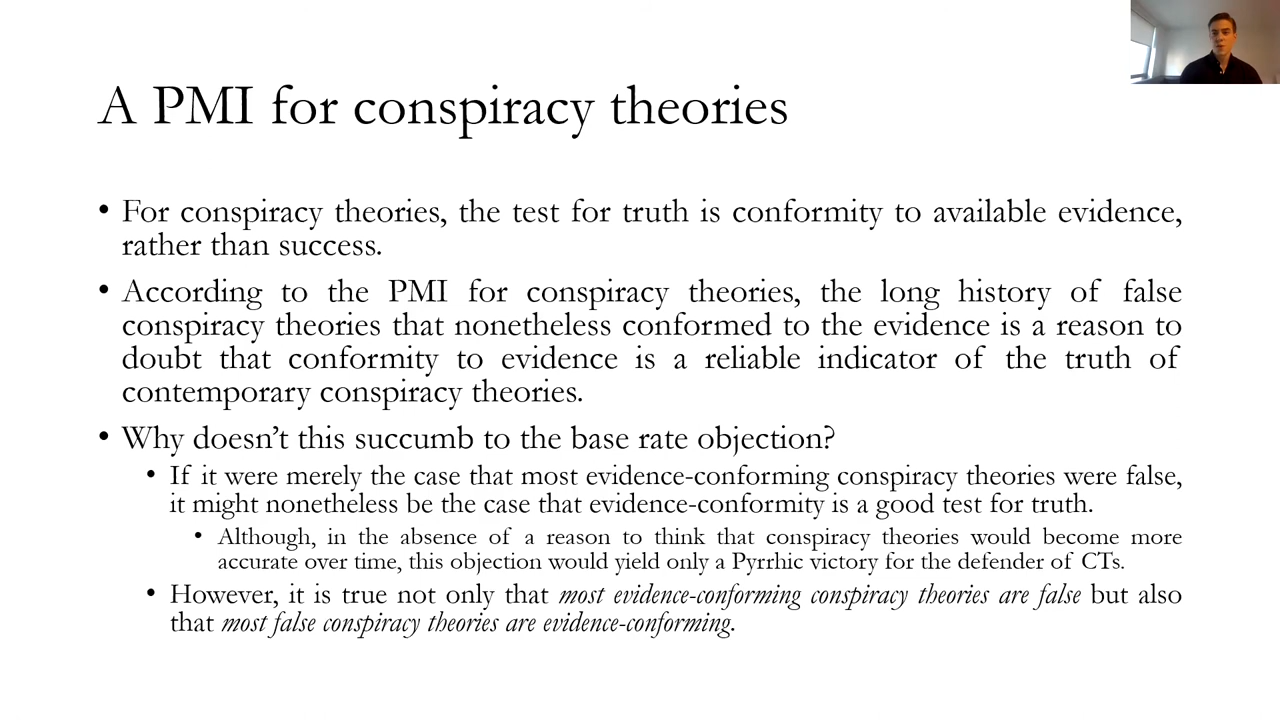 A PMI for conspiracy theories
• For conspiracy theories, the test for truth is conformity to available evidence,
rather than success.
• According to the PMI for conspiracy theories, the long history of false
conspiracy theories that nonetheless conformed to the evidence is a reason to
doubt that conformity to evidence is a reliable indicator of the truth of
contemporary conspiracy theories.
• Why doesn’t this succumb to the base rate objection?
• If it were merely the case that most evidence-conforming conspiracy theories were false,
it might nonetheless be the case that evidence-conformity is a good test for truth.
• Although, in the absence of a reason to think that conspiracy theories would become more
accurate over time, this objection would yield only a Pyrrhic victory for the defender of CTs.
• However, it is true not only that most evidence-conforming conspiracy theories are false but also
that most false conspiracy theories are evidence-conforming.